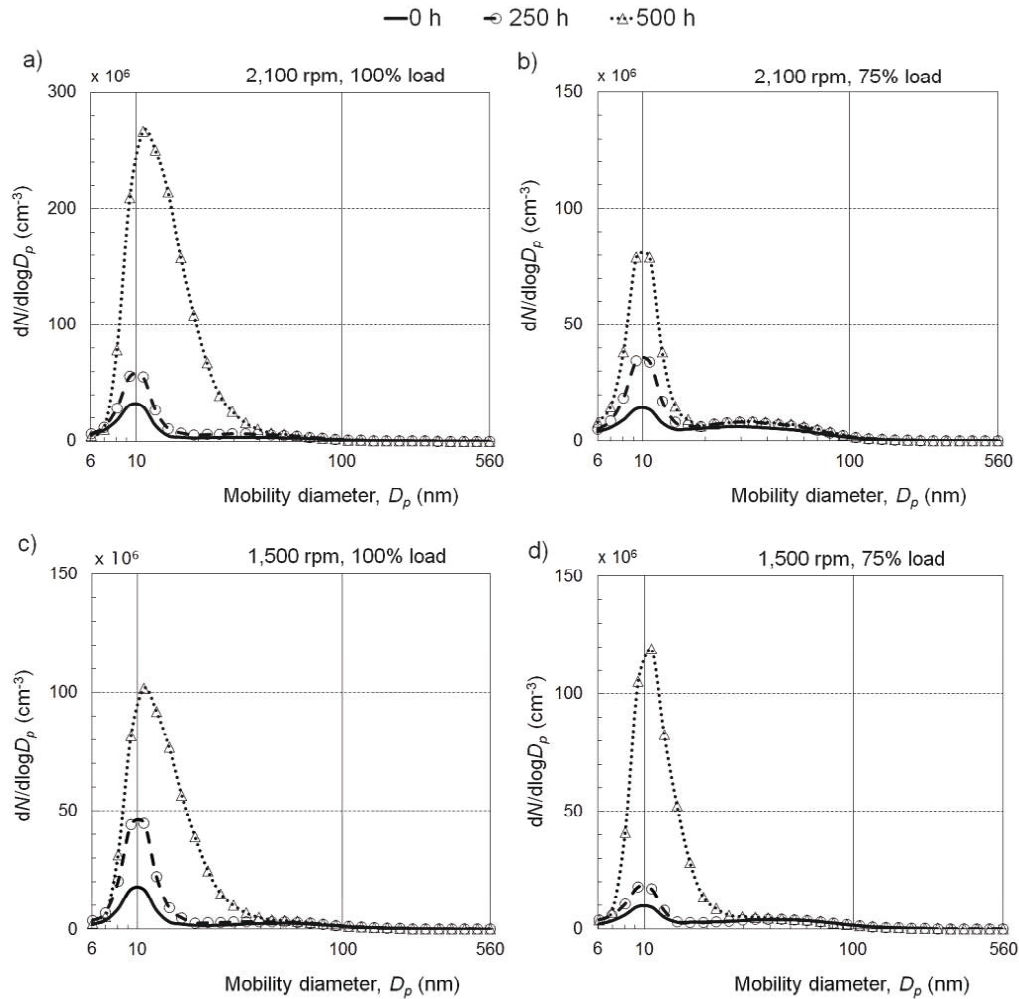 0 h 250 h 500 h
a)
x 10⁶ 2,100 rpm, 100% load
300
200
100
0
dN/dlogDp (cm⁻³)
6 10 100 560
Mobility diameter, Dp (nm)
b)
x 10⁶ 2,100 rpm, 75% load
150
100
50
0
dN/dlogDp (cm⁻³)
6 10 100 560
Mobility diameter, Dp (nm)
c)
x 10⁶ 1,500 rpm, 100% load
150
100
50
0
dN/dlogDp (cm⁻³)
6 10 100 560
Mobility diameter, Dp (nm)
d)
x 10⁶ 1,500 rpm, 75% load
150
100
50
0
dN/dlogDp (cm⁻³)
6 10 100 560
Mobility diameter, Dp (nm)